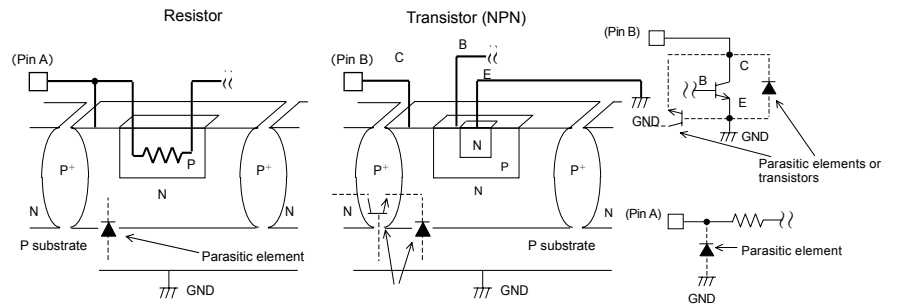 Resistor
Transistor (NPN)
(Pin A)
P+
P
P+
N
N
N
P substrate
Parasitic element
GND
(Pin B)
C
B
E
N
P+
P
P+
N
N
N
P substrate
GND
GND
(Pin B)
C
B
E
GND
Parasitic elements or
transistors
(Pin A)
Parasitic element
GND